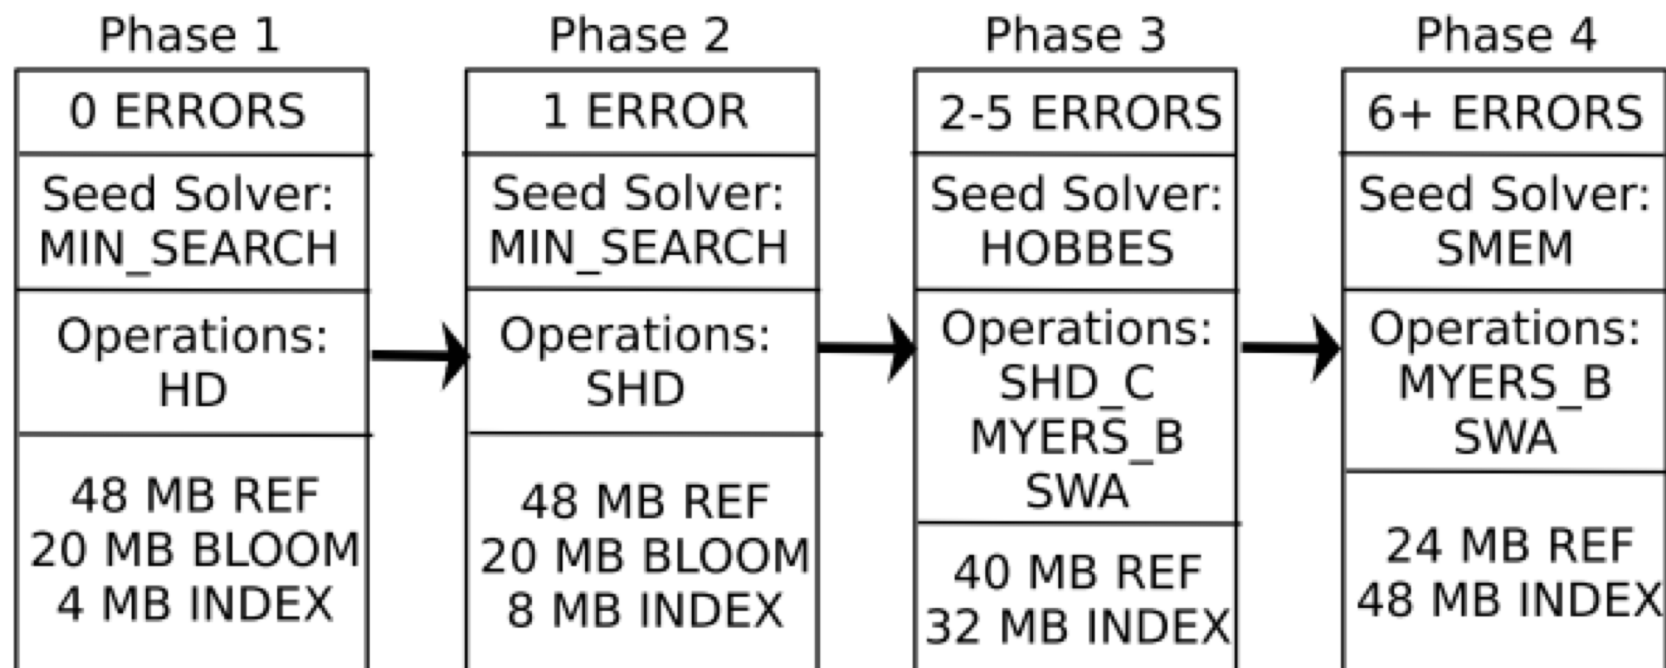 Phase 1
0 ERRORS
Seed Solver:
MIN_SEARCH
Operations:
HD
48 MB REF
20 MB BLOOM
4 MB INDEX
Phase 2
1 ERROR
Seed Solver:
MIN_SEARCH
Operations:
SHD
48 MB REF
20 MB BLOOM
8 MB INDEX
Phase 3
2-5 ERRORS
Seed Solver:
HOBBES
Operations:
SHD_C
MYERS_B
SWA
40 MB REF
32 MB INDEX
Phase 4
6+ ERRORS
Seed Solver:
SMEM
Operations:
MYERS_B
SWA
24 MB REF
48 MB INDEX